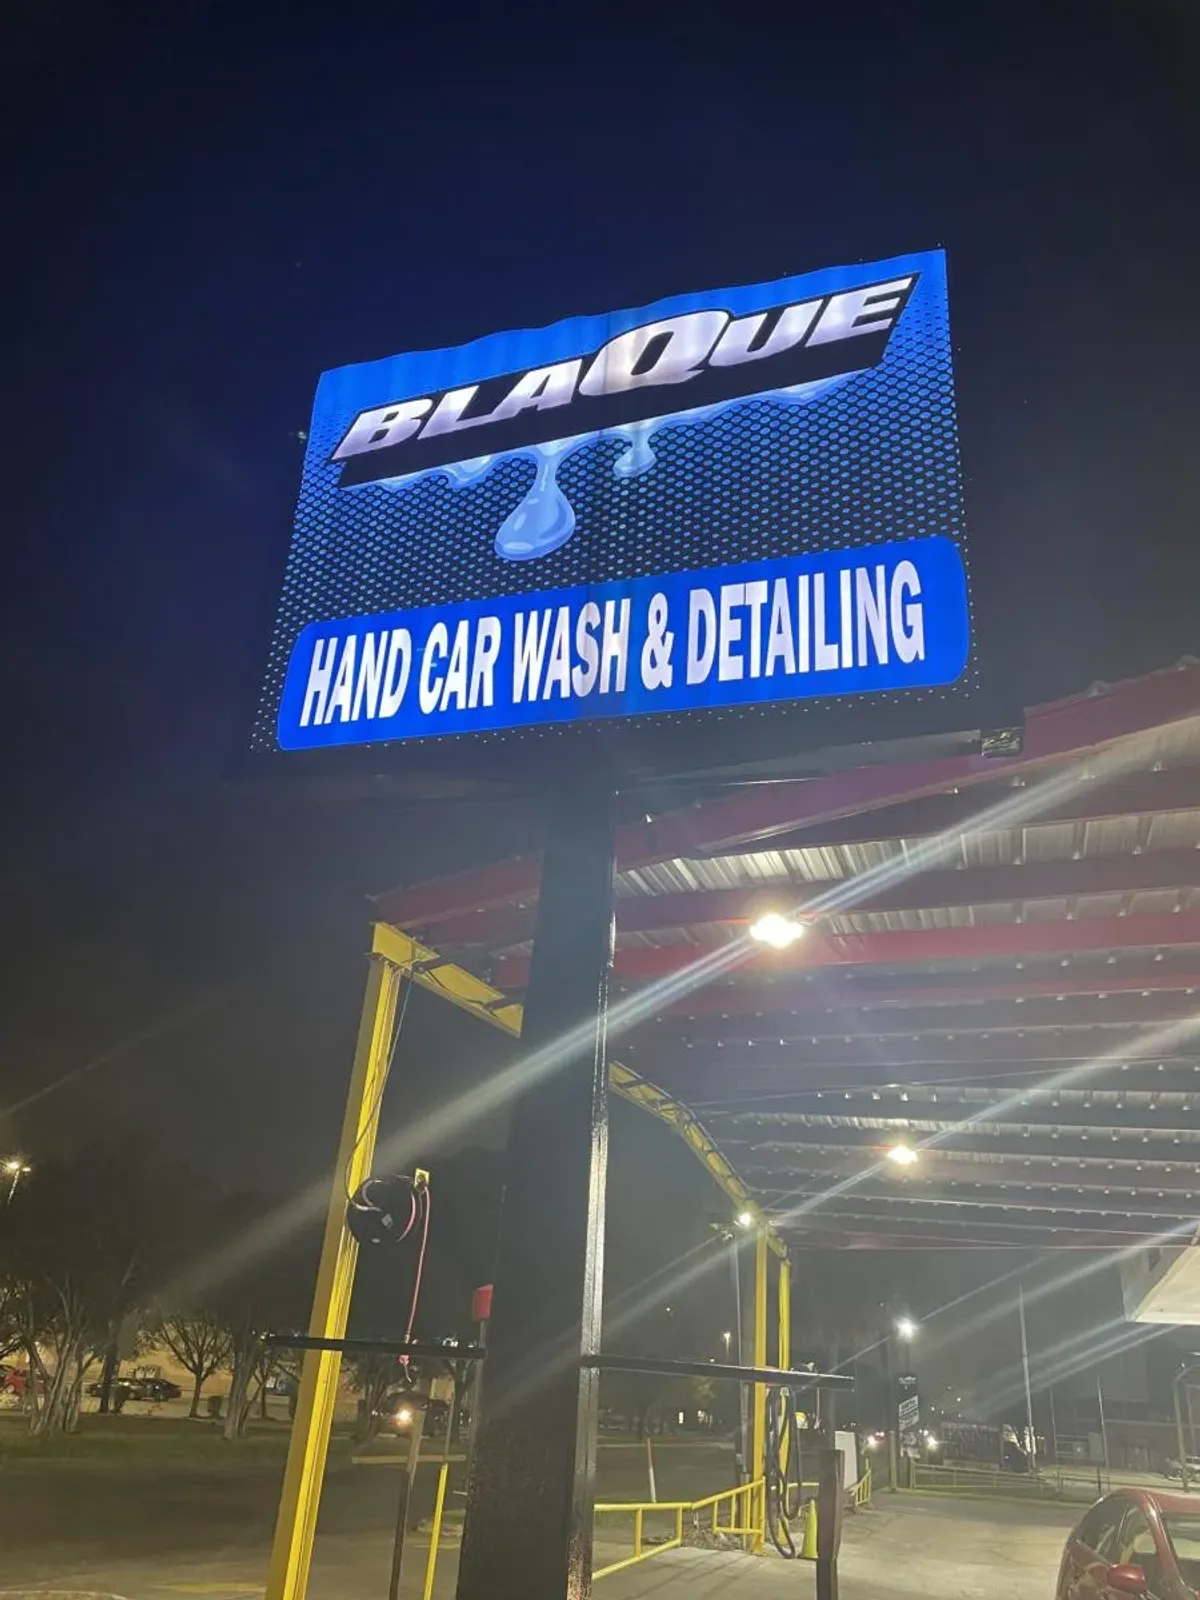 BLAQUE
HAND CAR WASH & DETAILING